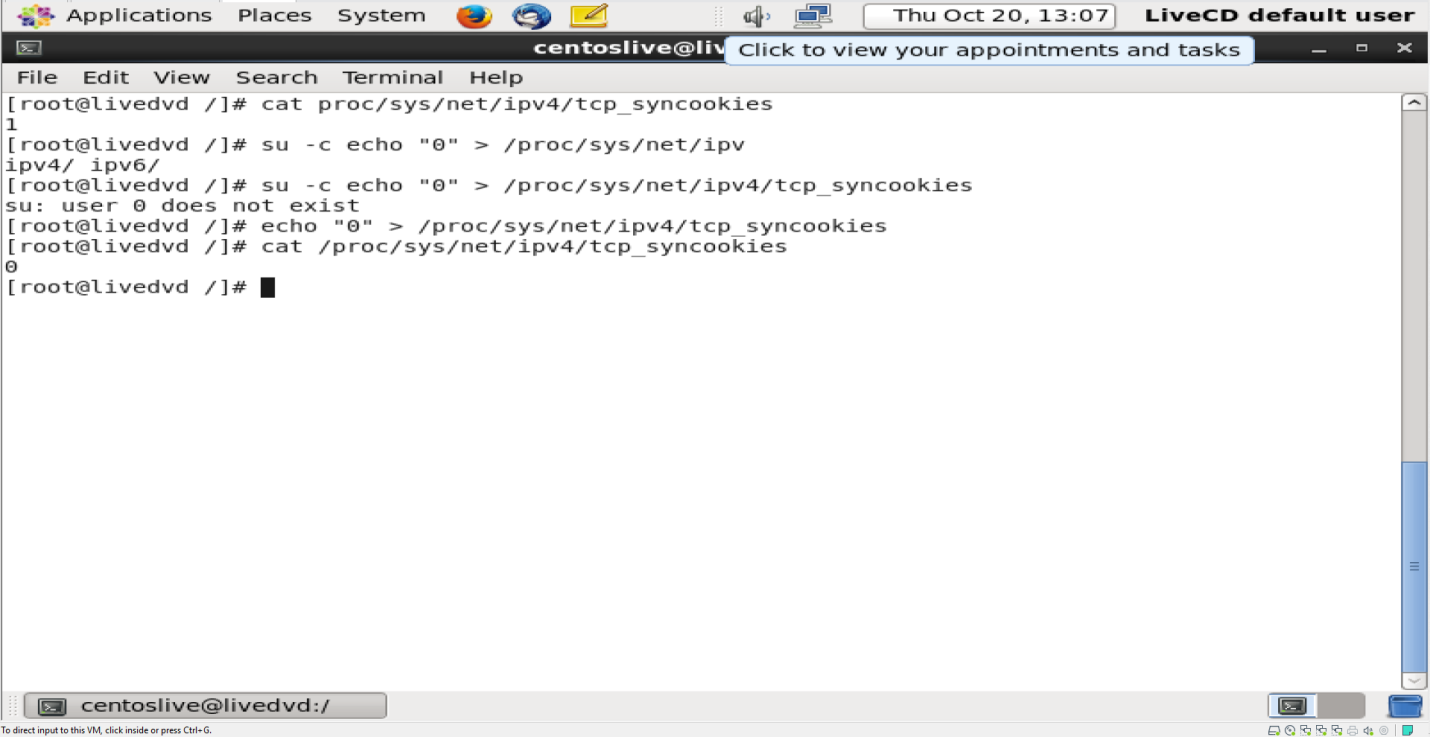 Applications Places System Thu Oct 20, 13:07 LiveCD default user
centoslive@liv
Click to view your appointments and tasks
File Edit View Search Terminal Help
[root@livedvd /]# cat proc/sys/net/ipv4/tcp_syncookies
1
[root@livedvd /]# su -c echo "0" > /proc/sys/net/ipv
ipv4/ ipv6/
[root@livedvd /]# su -c echo "0" > /proc/sys/net/ipv4/tcp_syncookies
su: user 0 does not exist
[root@livedvd /]# echo "0" > /proc/sys/net/ipv4/tcp_syncookies
[root@livedvd /]# cat /proc/sys/net/ipv4/tcp_syncookies
0
[root@livedvd /]#
centoslive@livedvd:/
To direct input to this VM, click inside or press Ctrl+G.